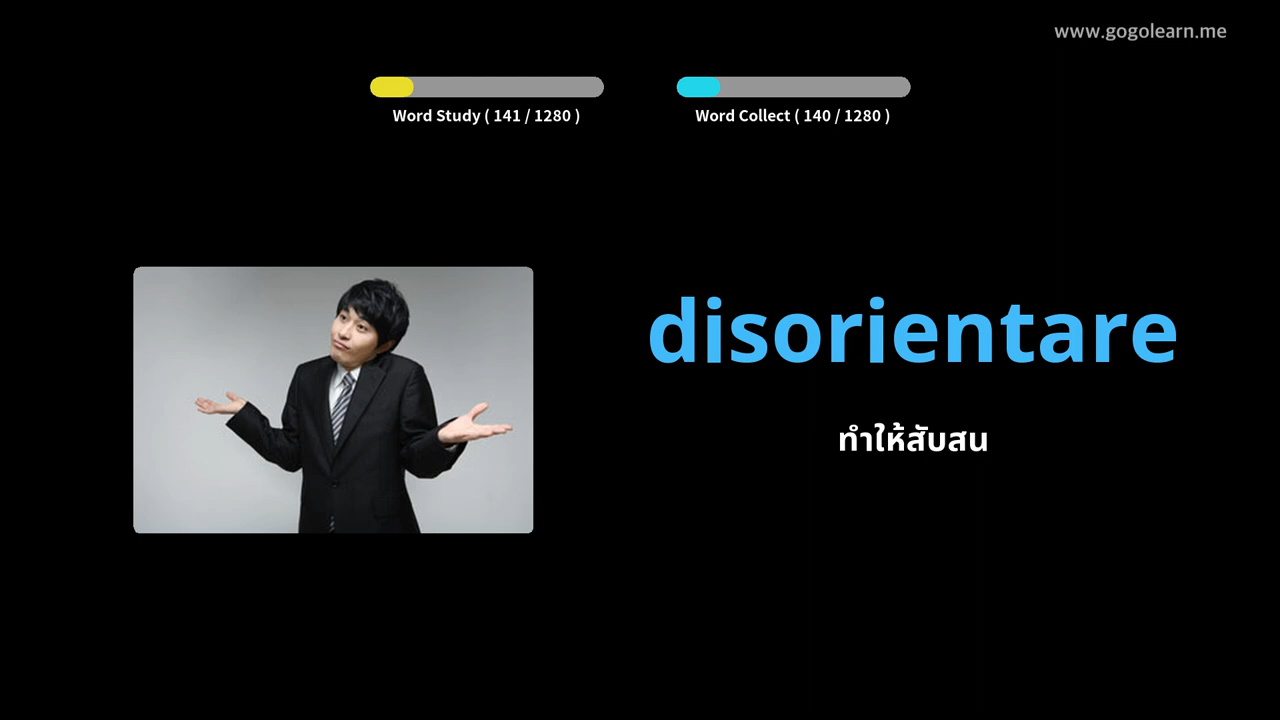 www.gogolearn.me
Word Study ( 141 / 1280 )
Word Collect ( 140 / 1280 )
disorientare
ทำให้สับสน